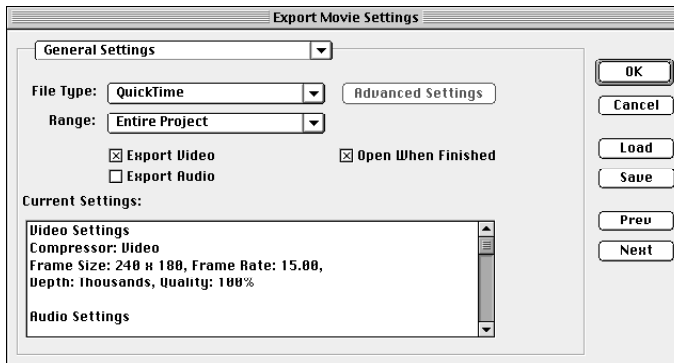 Export Movie Settings
General Settings
File Type: QuickTime Advanced Settings
Range: Entire Project
Export Video Open When Finished
Export Audio
Current Settings:
Video Settings
Compressor: Video
Frame Size: 240 x 180, Frame Rate: 15.00,
Depth: Thousands, Quality: 100%
Audio Settings
OK
Cancel
Load
Save
Prev
Next